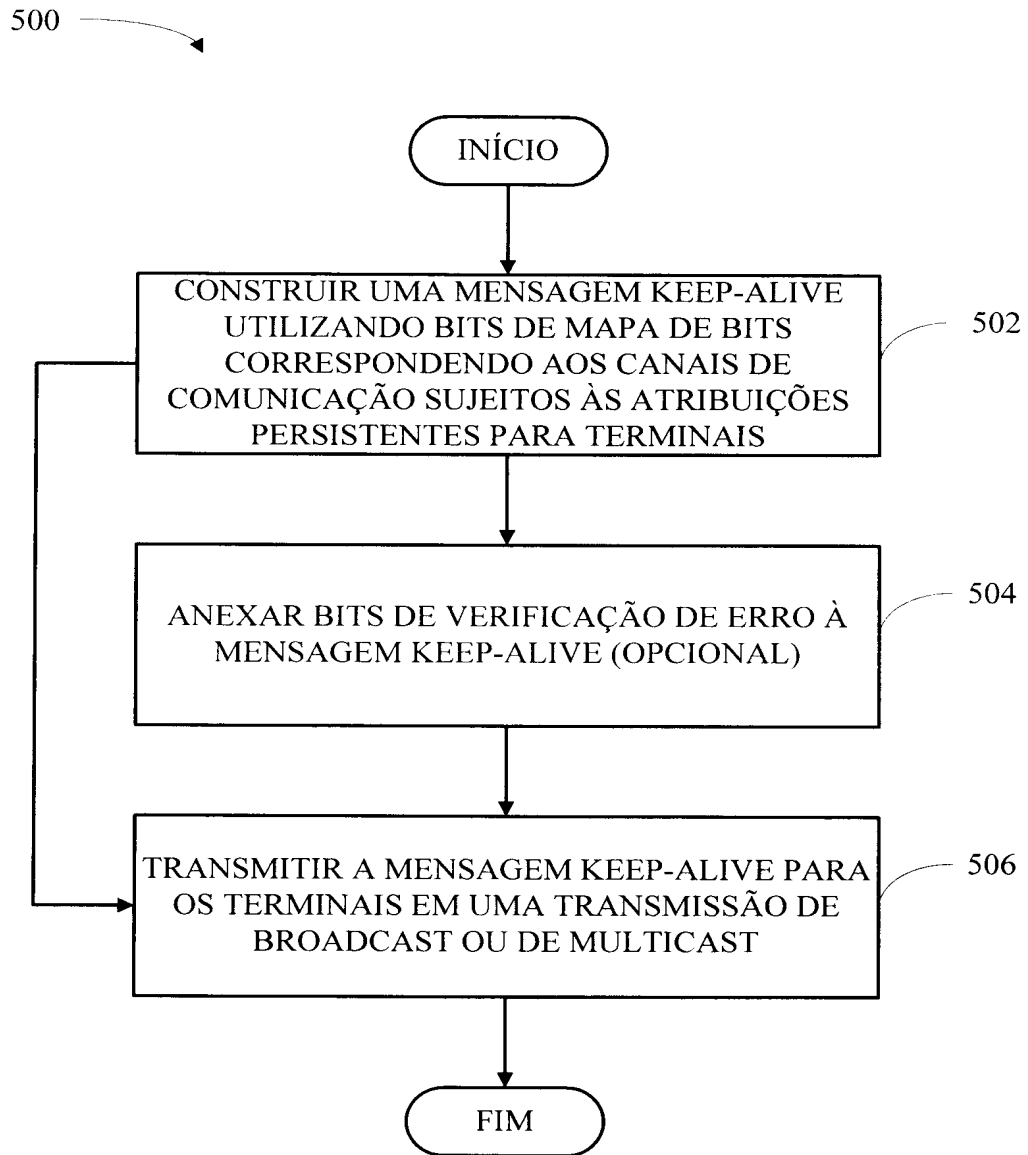 500
INÍCIO
CONSTRUIR UMA MENSAGEM KEEP-ALIVE
UTILIZANDO BITS DE MAPA DE BITS
CORRESPONDENDO AOS CANAIS DE
COMUNICAÇÃO SUJEITOS ÀS ATRIBUIÇÕES
PERSISTENTES PARA TERMINAIS
502
ANEXAR BITS DE VERIFICAÇÃO DE ERRO À
MENSAGEM KEEP-ALIVE (OPCIONAL)
504
TRANSMITIR A MENSAGEM KEEP-ALIVE PARA
OS TERMINAIS EM UMA TRANSMISSÃO DE
BROADCAST OU DE MULTICAST
506
FIM